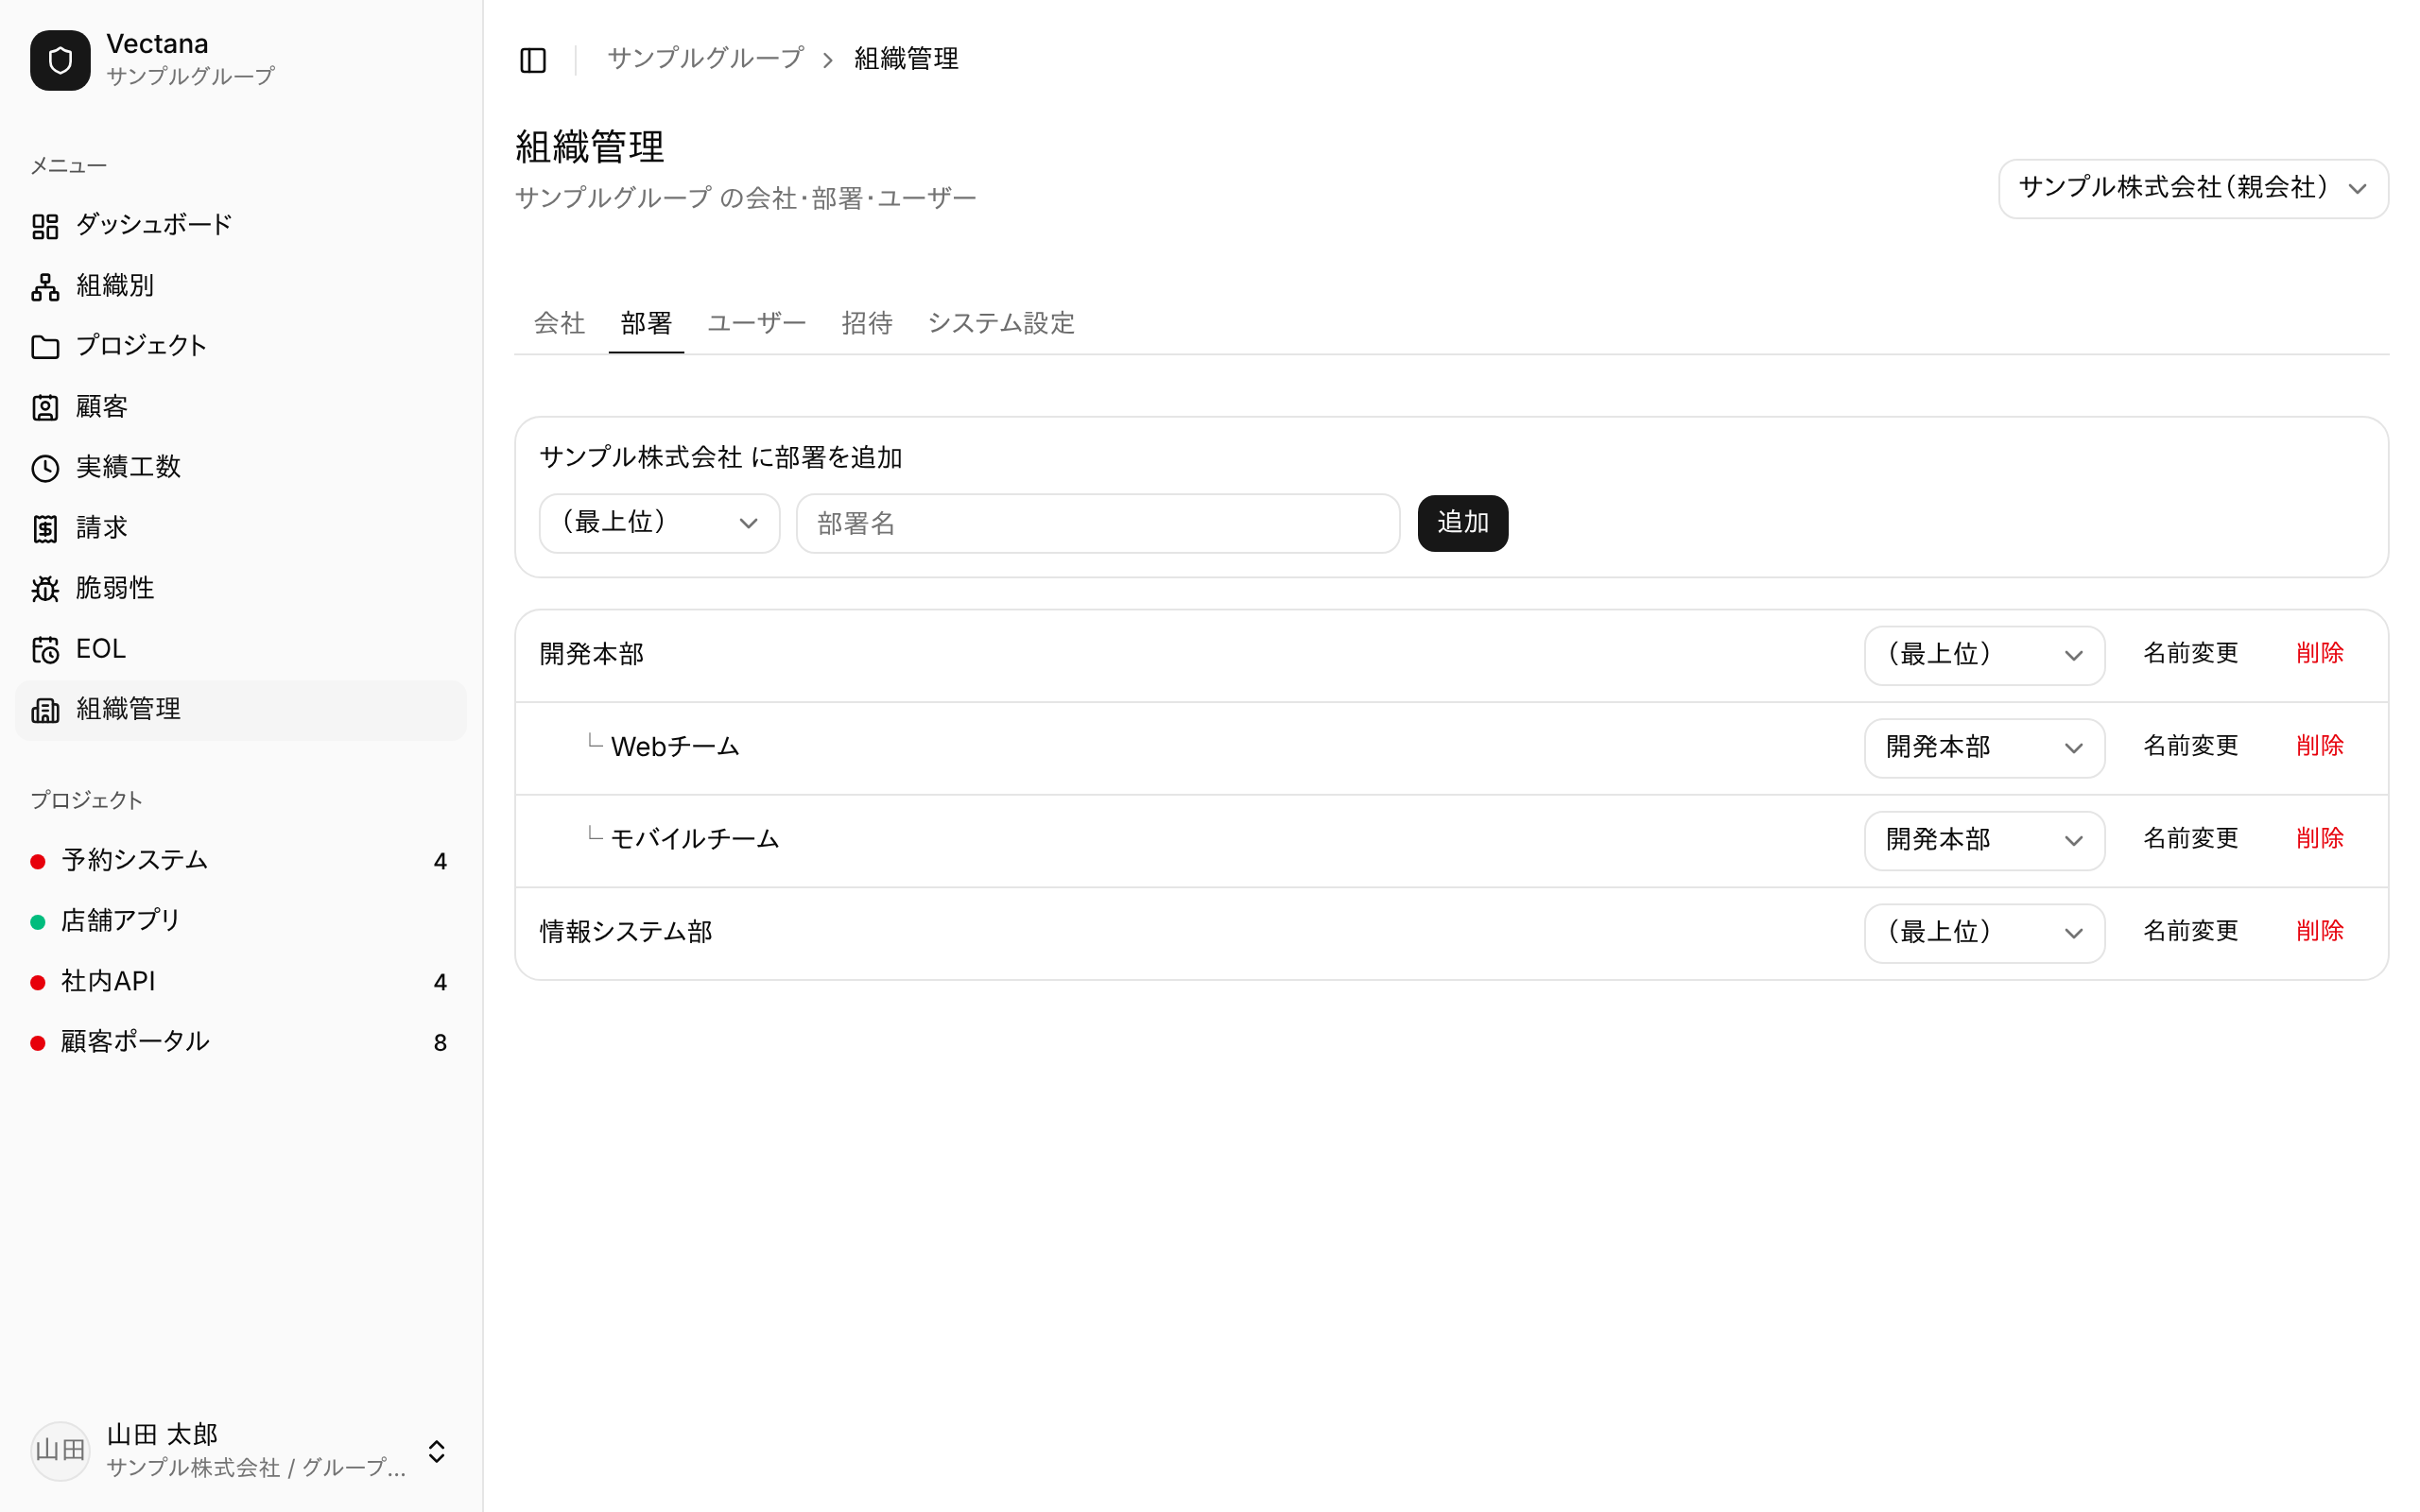 Vectana
サンプルグループ
メニュー
ダッシュボード
組織別
プロジェクト
顧客
実績工数
請求
脆弱性
EOL
組織管理
プロジェクト
予約システム 4
店舗アプリ
社内API 4
顧客ポータル 8
山田
山田 太郎
サンプル株式会社 / グループ...
サンプルグループ > 組織管理
組織管理
サンプルグループ の会社・部署・ユーザー
サンプル株式会社（親会社）
会社 部署 ユーザー 招待 システム設定
サンプル株式会社 に部署を追加
（最上位） 部署名 追加
開発本部 （最上位） 名前変更 削除
└ Webチーム 開発本部 名前変更 削除
└ モバイルチーム 開発本部 名前変更 削除
情報システム部 （最上位） 名前変更 削除